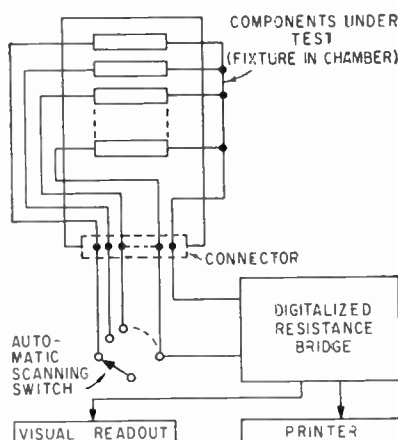 COMPONENTS UNDER
TEST
(FIXTURE IN CHAMBER)
CONNECTOR
DIGITALIZED
RESISTANCE
BRIDGE
AUTO-
MATIC
SCANNING
SWITCH
VISUAL READOUT
PRINTER